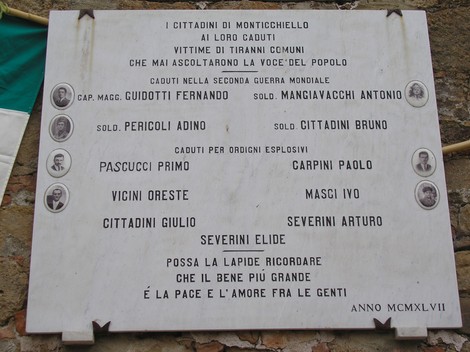 I CITTADINI DI MONTICCHIELLO
AI LORO CADUTI
VITTIME DI TIRANNI COMUNI
CHE MAI ASCOLTARONO LA VOCE DEL POPOLO
CADUTI NELLA SECONDA GUERRA MONDIALE
CAP. MAGG. GUIDOTTI FERNANDO SOLD. MANGIAVACCHI ANTONIO
SOLD. PERICOLI ADINO SOLD. CITTADINI BRUNO
CADUTI PER ORDIGNI ESPLOSIVI
PASCUCCI PRIMO CARPINI PAOLO
VICINI ORESTE MASCI IVO
CITTADINI GIULIO SEVERINI ARTURO
SEVERINI ELIDE
POSSA LA LAPIDE RICORDARE
CHE IL BENE PIÚ GRANDE
É LA PACE E L'AMORE FRA LE GENTI
ANNO MCMXLVII